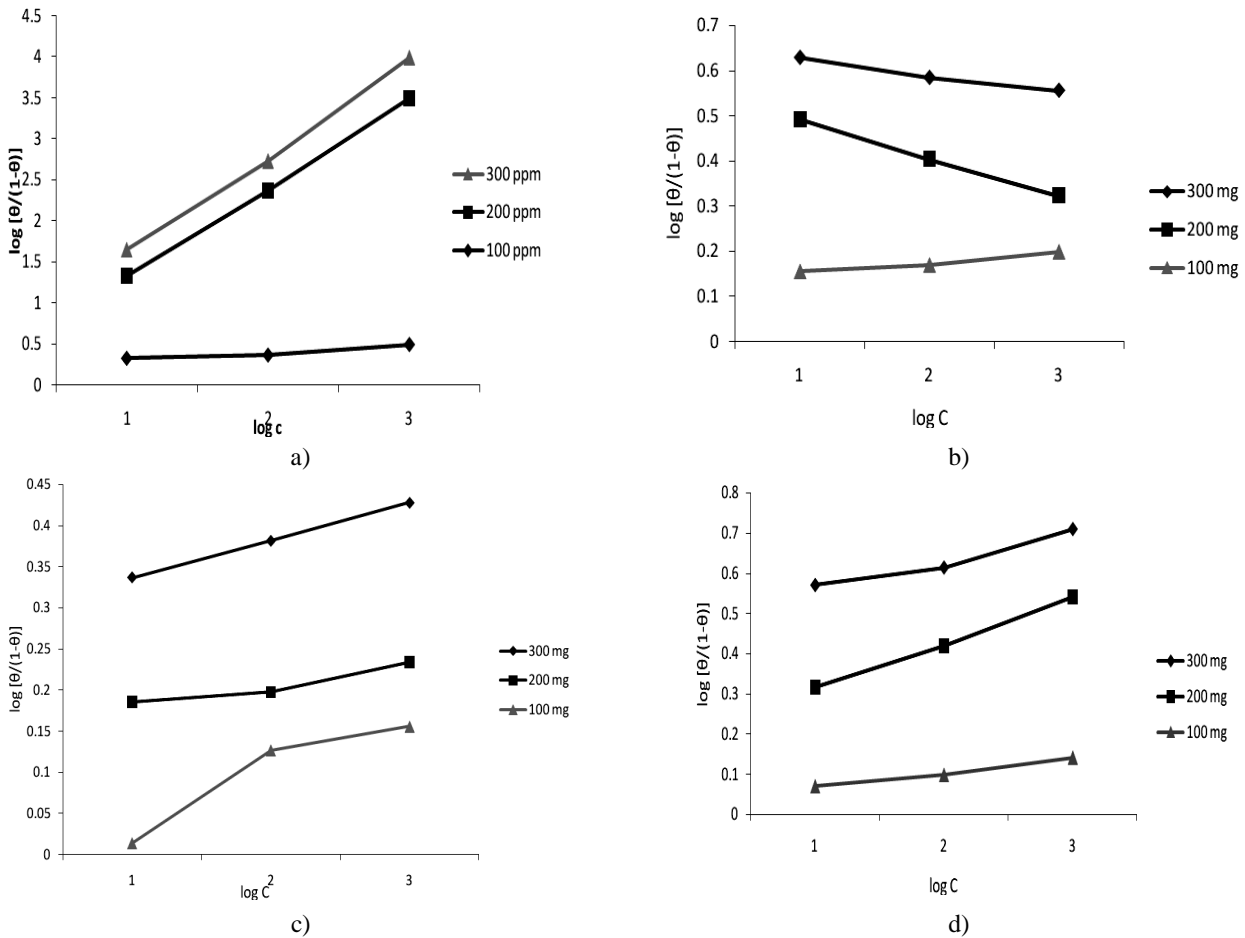 4.5
4
3.5
3
2.5
2
1.5
1
0.5
0
log [θ/(1-θ)]
1 2 3
log c
300 ppm
200 ppm
100 ppm
a)
0.7
0.6
0.5
0.4
0.3
0.2
0.1
0
log [θ/(1-θ)]
1 2 3
log C
300 mg
200 mg
100 mg
b)
0.45
0.4
0.35
0.3
0.25
0.2
0.15
0.1
0.05
0
log [θ/(1-θ)]
1 2 3
log C
300 mg
200 mg
100 mg
c)
0.8
0.7
0.6
0.5
0.4
0.3
0.2
0.1
0
log [θ/(1-θ)]
1 2 3
log C
300 mg
200 mg
100 mg
d)